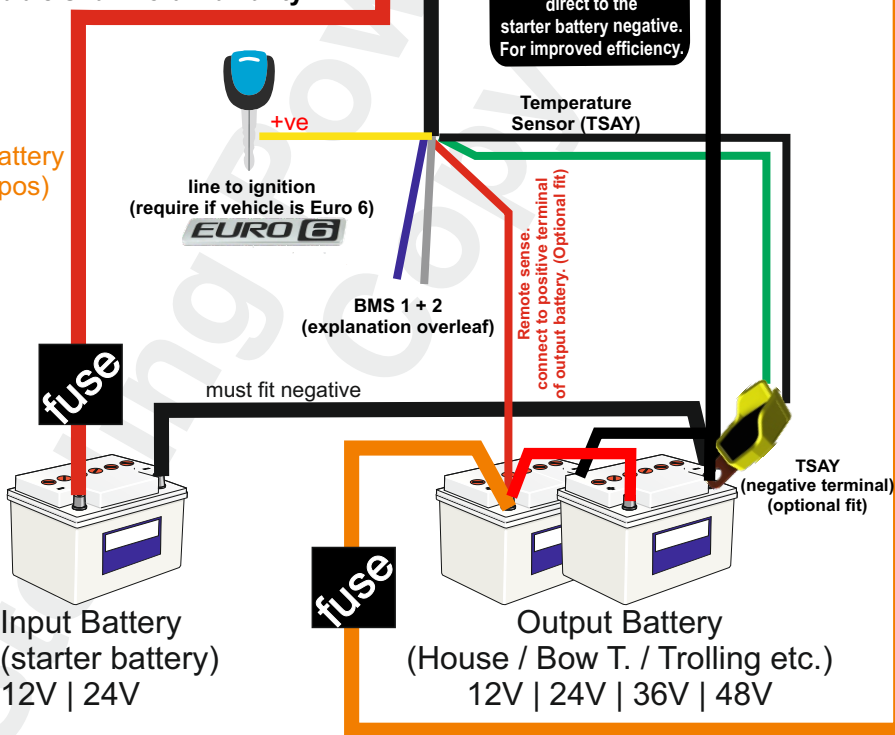 direct to the
starter battery negative.
For improved efficiency.
Temperature
Sensor (TSAY)
+ve
attery
pos)
line to ignition
(require if vehicle is Euro 6)
EURO 6
Remote sense.
connect to positive terminal
of output battery. (Optional fit)
BMS 1 + 2
(explanation overleaf)
fuse
must fit negative
TSAY
(negative terminal)
(optional fit)
fuse
Input Battery
(starter battery)
12V | 24V
Output Battery
(House / Bow T. / Trolling etc.)
12V | 24V | 36V | 48V
Copy